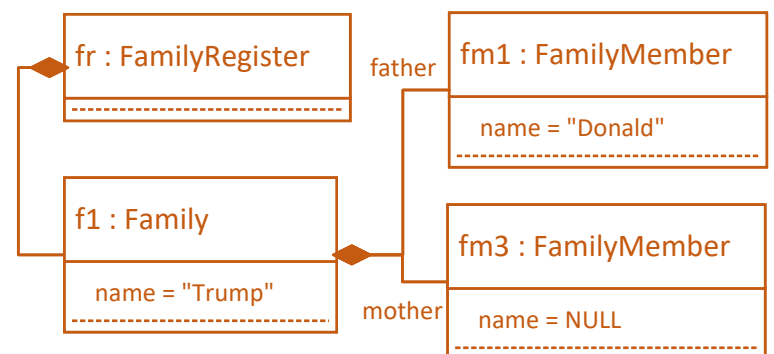 fr : FamilyRegister
father
fm1 : FamilyMember
name = "Donald"
f1 : Family
name = "Trump"
mother
fm3 : FamilyMember
name = NULL